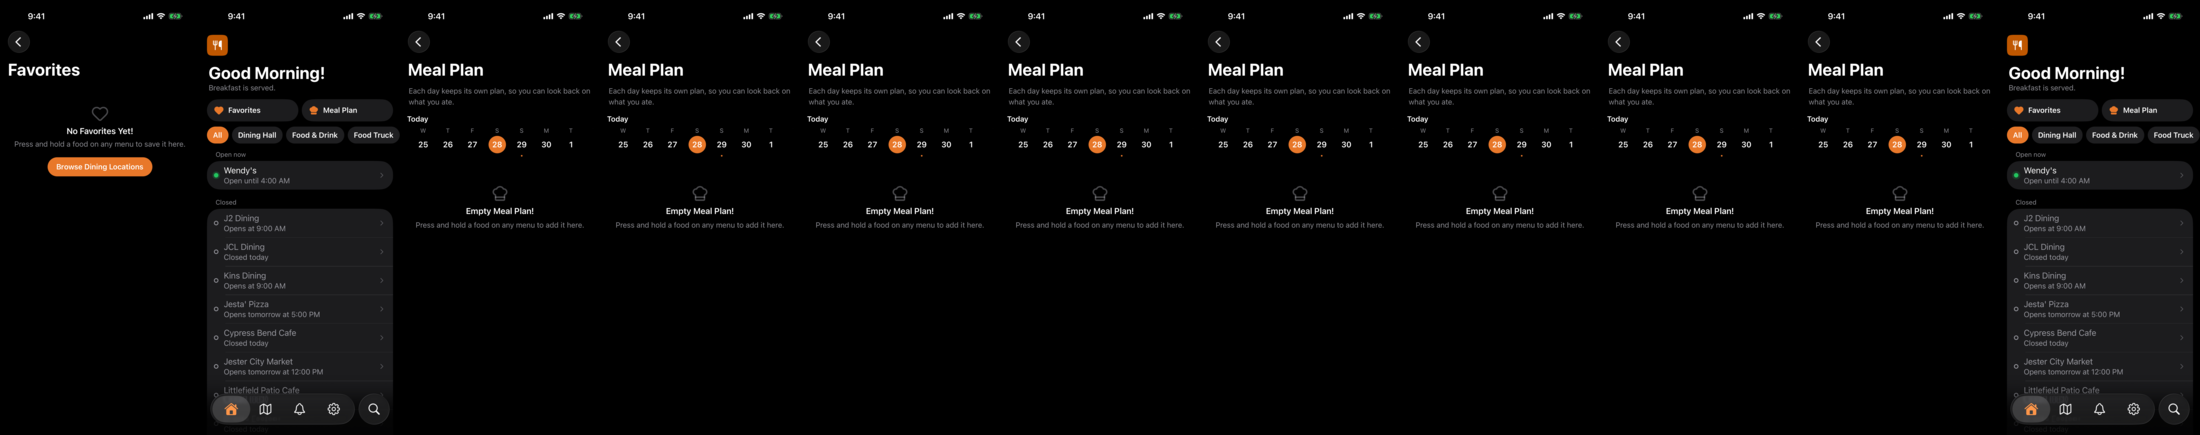 9:41
Favorites
No Favorites Yet!
Press and hold a food on any menu to save it here.
Browse Dining Locations
9:41
Good Morning!
Breakfast is served.
Favorites
Meal Plan
All
Dining Hall
Food & Drink
Food Truck
Open now
Wendy's
Open until 4:00 AM
Closed
J2 Dining
Opens at 9:00 AM
JCL Dining
Closed today
Kins Dining
Opens at 9:00 AM
Jesta' Pizza
Opens tomorrow at 5:00 PM
Cypress Bend Cafe
Closed today
Jester City Market
Opens tomorrow at 12:00 PM
Littlefield Patio Cafe
Closed today
9:41
Meal Plan
Each day keeps its own plan, so you can look back on
what you ate.
Today
W T F S S M T
25 26 27 28 29 30 1
Empty Meal Plan!
Press and hold a food on any menu to add it here.
9:41
Meal Plan
Each day keeps its own plan, so you can look back on
what you ate.
Today
W T F S S M T
25 26 27 28 29 30 1
Empty Meal Plan!
Press and hold a food on any menu to add it here.
9:41
Meal Plan
Each day keeps its own plan, so you can look back on
what you ate.
Today
W T F S S M T
25 26 27 28 29 30 1
Empty Meal Plan!
Press and hold a food on any menu to add it here.
9:41
Meal Plan
Each day keeps its own plan, so you can look back on
what you ate.
Today
W T F S S M T
25 26 27 28 29 30 1
Empty Meal Plan!
Press and hold a food on any menu to add it here.
9:41
Meal Plan
Each day keeps its own plan, so you can look back on
what you ate.
Today
W T F S S M T
25 26 27 28 29 30 1
Empty Meal Plan!
Press and hold a food on any menu to add it here.
9:41
Meal Plan
Each day keeps its own plan, so you can look back on
what you ate.
Today
W T F S S M T
25 26 27 28 29 30 1
Empty Meal Plan!
Press and hold a food on any menu to add it here.
9:41
Meal Plan
Each day keeps its own plan, so you can look back on
what you ate.
Today
W T F S S M T
25 26 27 28 29 30 1
Empty Meal Plan!
Press and hold a food on any menu to add it here.
9:41
Meal Plan
Each day keeps its own plan, so you can look back on
what you ate.
Today
W T F S S M T
25 26 27 28 29 30 1
Empty Meal Plan!
Press and hold a food on any menu to add it here.
9:41
Good Morning!
Breakfast is served.
Favorites
Meal Plan
All
Dining Hall
Food & Drink
Food Truck
Open now
Wendy's
Open until 4:00 AM
Closed
J2 Dining
Opens at 9:00 AM
JCL Dining
Closed today
Kins Dining
Opens at 9:00 AM
Jesta' Pizza
Opens tomorrow at 5:00 PM
Cypress Bend Cafe
Closed today
Jester City Market
Opens tomorrow at 12:00 PM
Littlefield Patio Cafe
Closed today